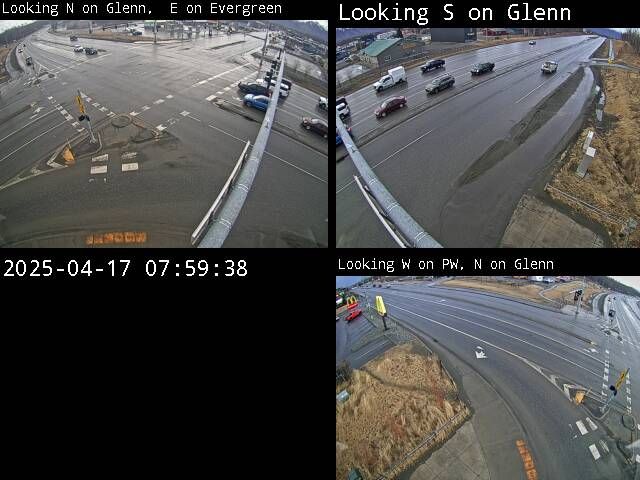 Looking N on Glenn,  E on Evergreen
Looking S on Glenn
2025-04-17 07:59:38
Looking W on PW, N on Glenn